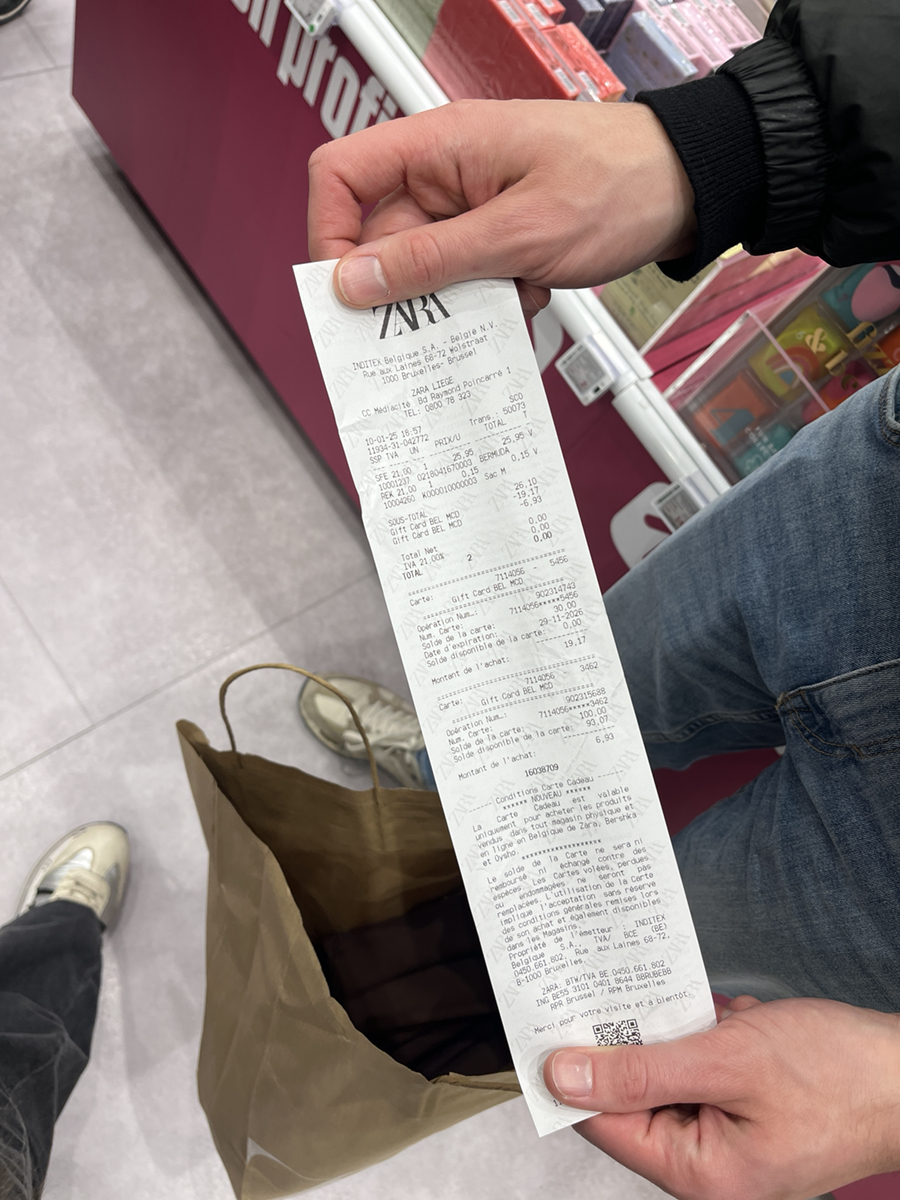 profi
ZARA
INDITEX Belgique S.A. - België N.V.
Rue aux Laines 68-72 Wolstraat
1000 Bruxelles- Brussel
ZARA LIEGE
CC Médiacité Bd Raymond Poincarré 1
TEL: 0800 78 323
SCO
10-01-25 18:57 Trans.: 50073
11934-31-042772
SSP TVA UN PRIX/U TOTAL T
SFE 21,00 1 25,95 25,95 V
10001237 0218041670003 BERMUDA
REK 21,00 1 0,15 0,15 V
10004260 K000010000003 Sac M
SOUS-TOTAL 26,10
Gift Card BEL MCD -19,17
Gift Card BEL MCD -6,93
Total Net 0,00
IVA 21,00% 0,00
TOTAL 2 0,00
Carte: 7114056 - 5456
Gift Card BEL MCD
Opération Num.: 902314743
Num. Carte: 7114056*****5456
Solde de la carte: 30,00
Date d'expiration: 29-11-2026
Solde disponible de la carte: 0,00
Montant de l'achat: 19,17
Carte: 7114056 3462
Gift Card BEL MCD
Opération Num.: 902315688
Num. Carte: 7114056*****3462
Solde de la carte: 100,00
Solde disponible de la carte: 93,07
Montant de l'achat: 6,93
16038709
------ Conditions Carte Cadeau ------
****** NOUVEAU ******
La Carte Cadeau est valable
uniquement pour acheter les produits
vendus dans tout magasin physique et
en ligne en Belgique de Zara, Bershka
et Oysho.
Le solde de la Carte ne sera ni
remboursé ni échangé contre des
espèces. Les Cartes volées, perdues
ou endommagées ne seront pas
remplacées. L'utilisation de la Carte
implique l'acceptation sans réserve
des conditions générales remises lors
de son achat et également disponibles
dans les Magasins.
Propriété de l'émetteur : INDITEX
Belgique S.A., TVA/ BCE (BE)
0450.661.802, Rue aux Laines 68-72,
B-1000 Bruxelles.
ZARA: BTW/TVA BE 0450.661.802
ING BE55 3101 0401 8644 BBRUBEBB
RPR Brussel / RPM Bruxelles
Merci pour votre visite et à bientôt.